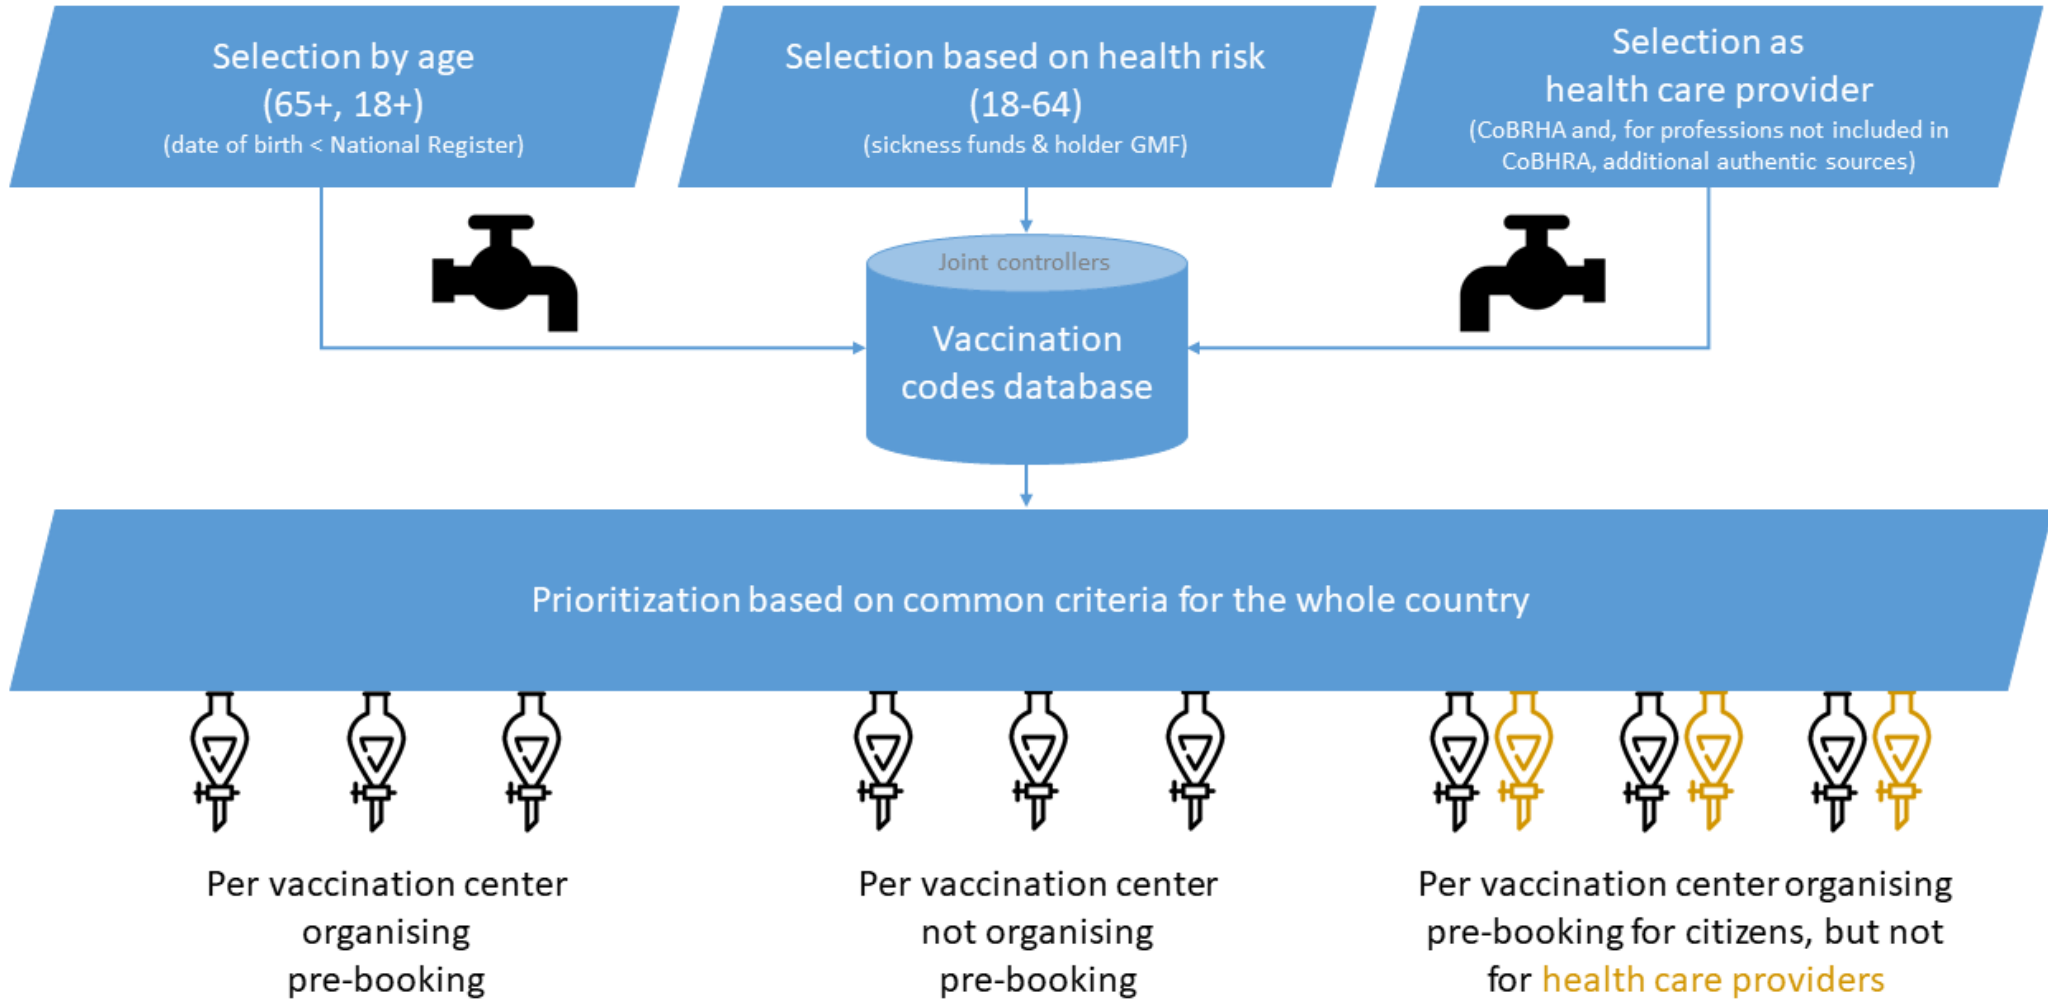 Selection by age
(65+, 18+)
(date of birth < National Register)
Selection based on health risk
(18-64)
(sickness funds & holder GMF)
Selection as
health care provider
(CoBRHA and, for professions not included in
CoBHRA, additional authentic sources)
Joint controllers
Vaccination
codes database
Prioritization based on common criteria for the whole country
Per vaccination center
organising
pre-booking
Per vaccination center
not organising
pre-booking
Per vaccination center organising
pre-booking for citizens, but not
for health care providers